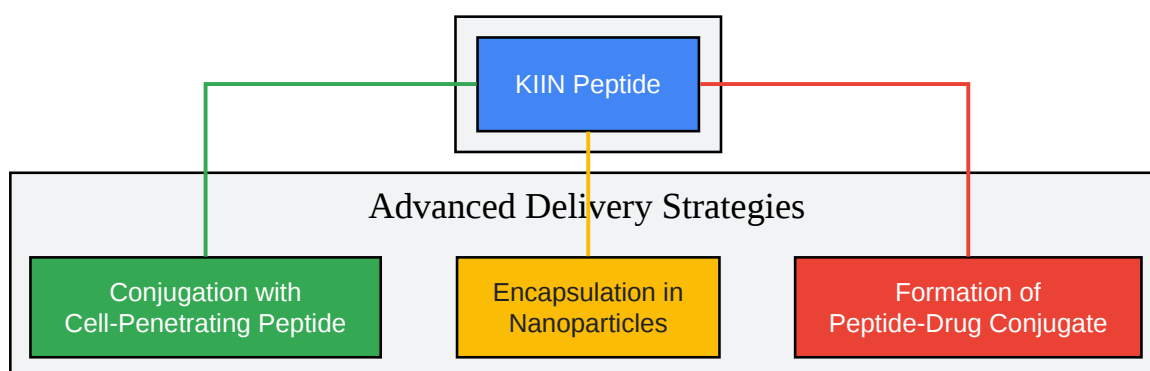 KIIN Peptide
Advanced Delivery Strategies
Conjugation with
Cell-Penetrating Peptide
Encapsulation in
Nanoparticles
Formation of
Peptide-Drug Conjugate